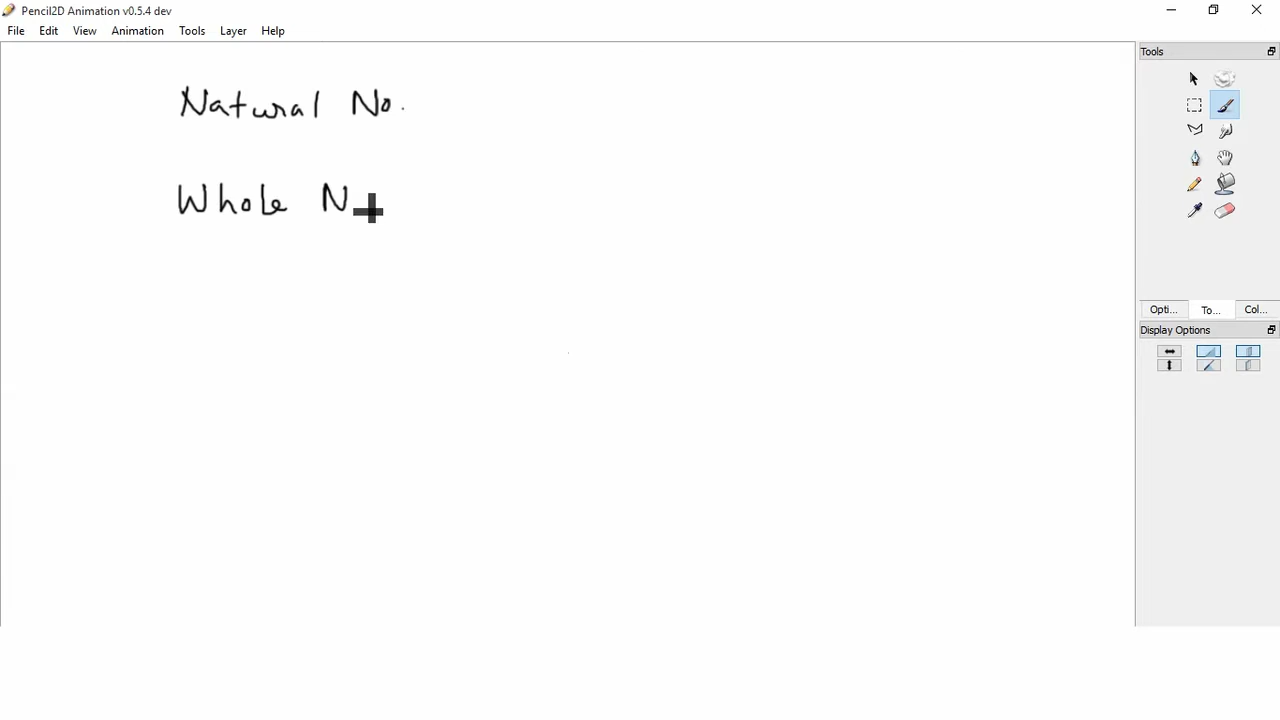 Pencil2D Animation v0.5.4 dev
File Edit View Animation Tools Layer Help
Tools
Natural No.
Whole N
Opti... To... Col...
Display Options